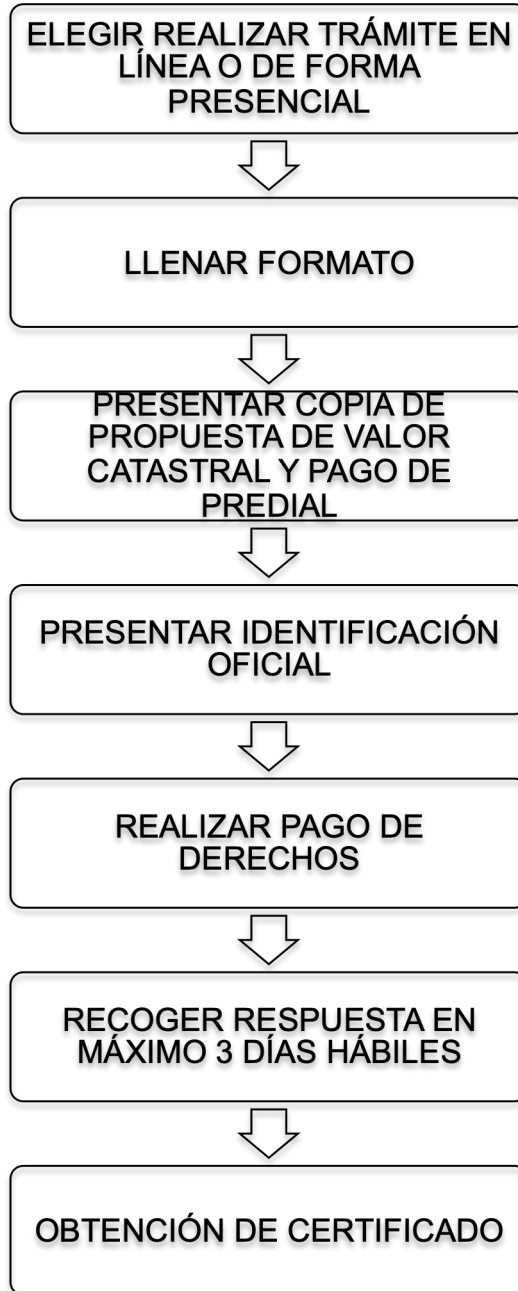 ELEGIR REALIZAR TRÁMITE EN
LÍNEA O DE FORMA
PRESENCIAL
LLENAR FORMATO
PRESENTAR COPIA DE
PROPUESTA DE VALOR
CATASTRAL Y PAGO DE
PREDIAL
PRESENTAR IDENTIFICACIÓN
OFICIAL
REALIZAR PAGO DE
DERECHOS
RECOGER RESPUESTA EN
MÁXIMO 3 DÍAS HÁBILES
OBTENCIÓN DE CERTIFICADO